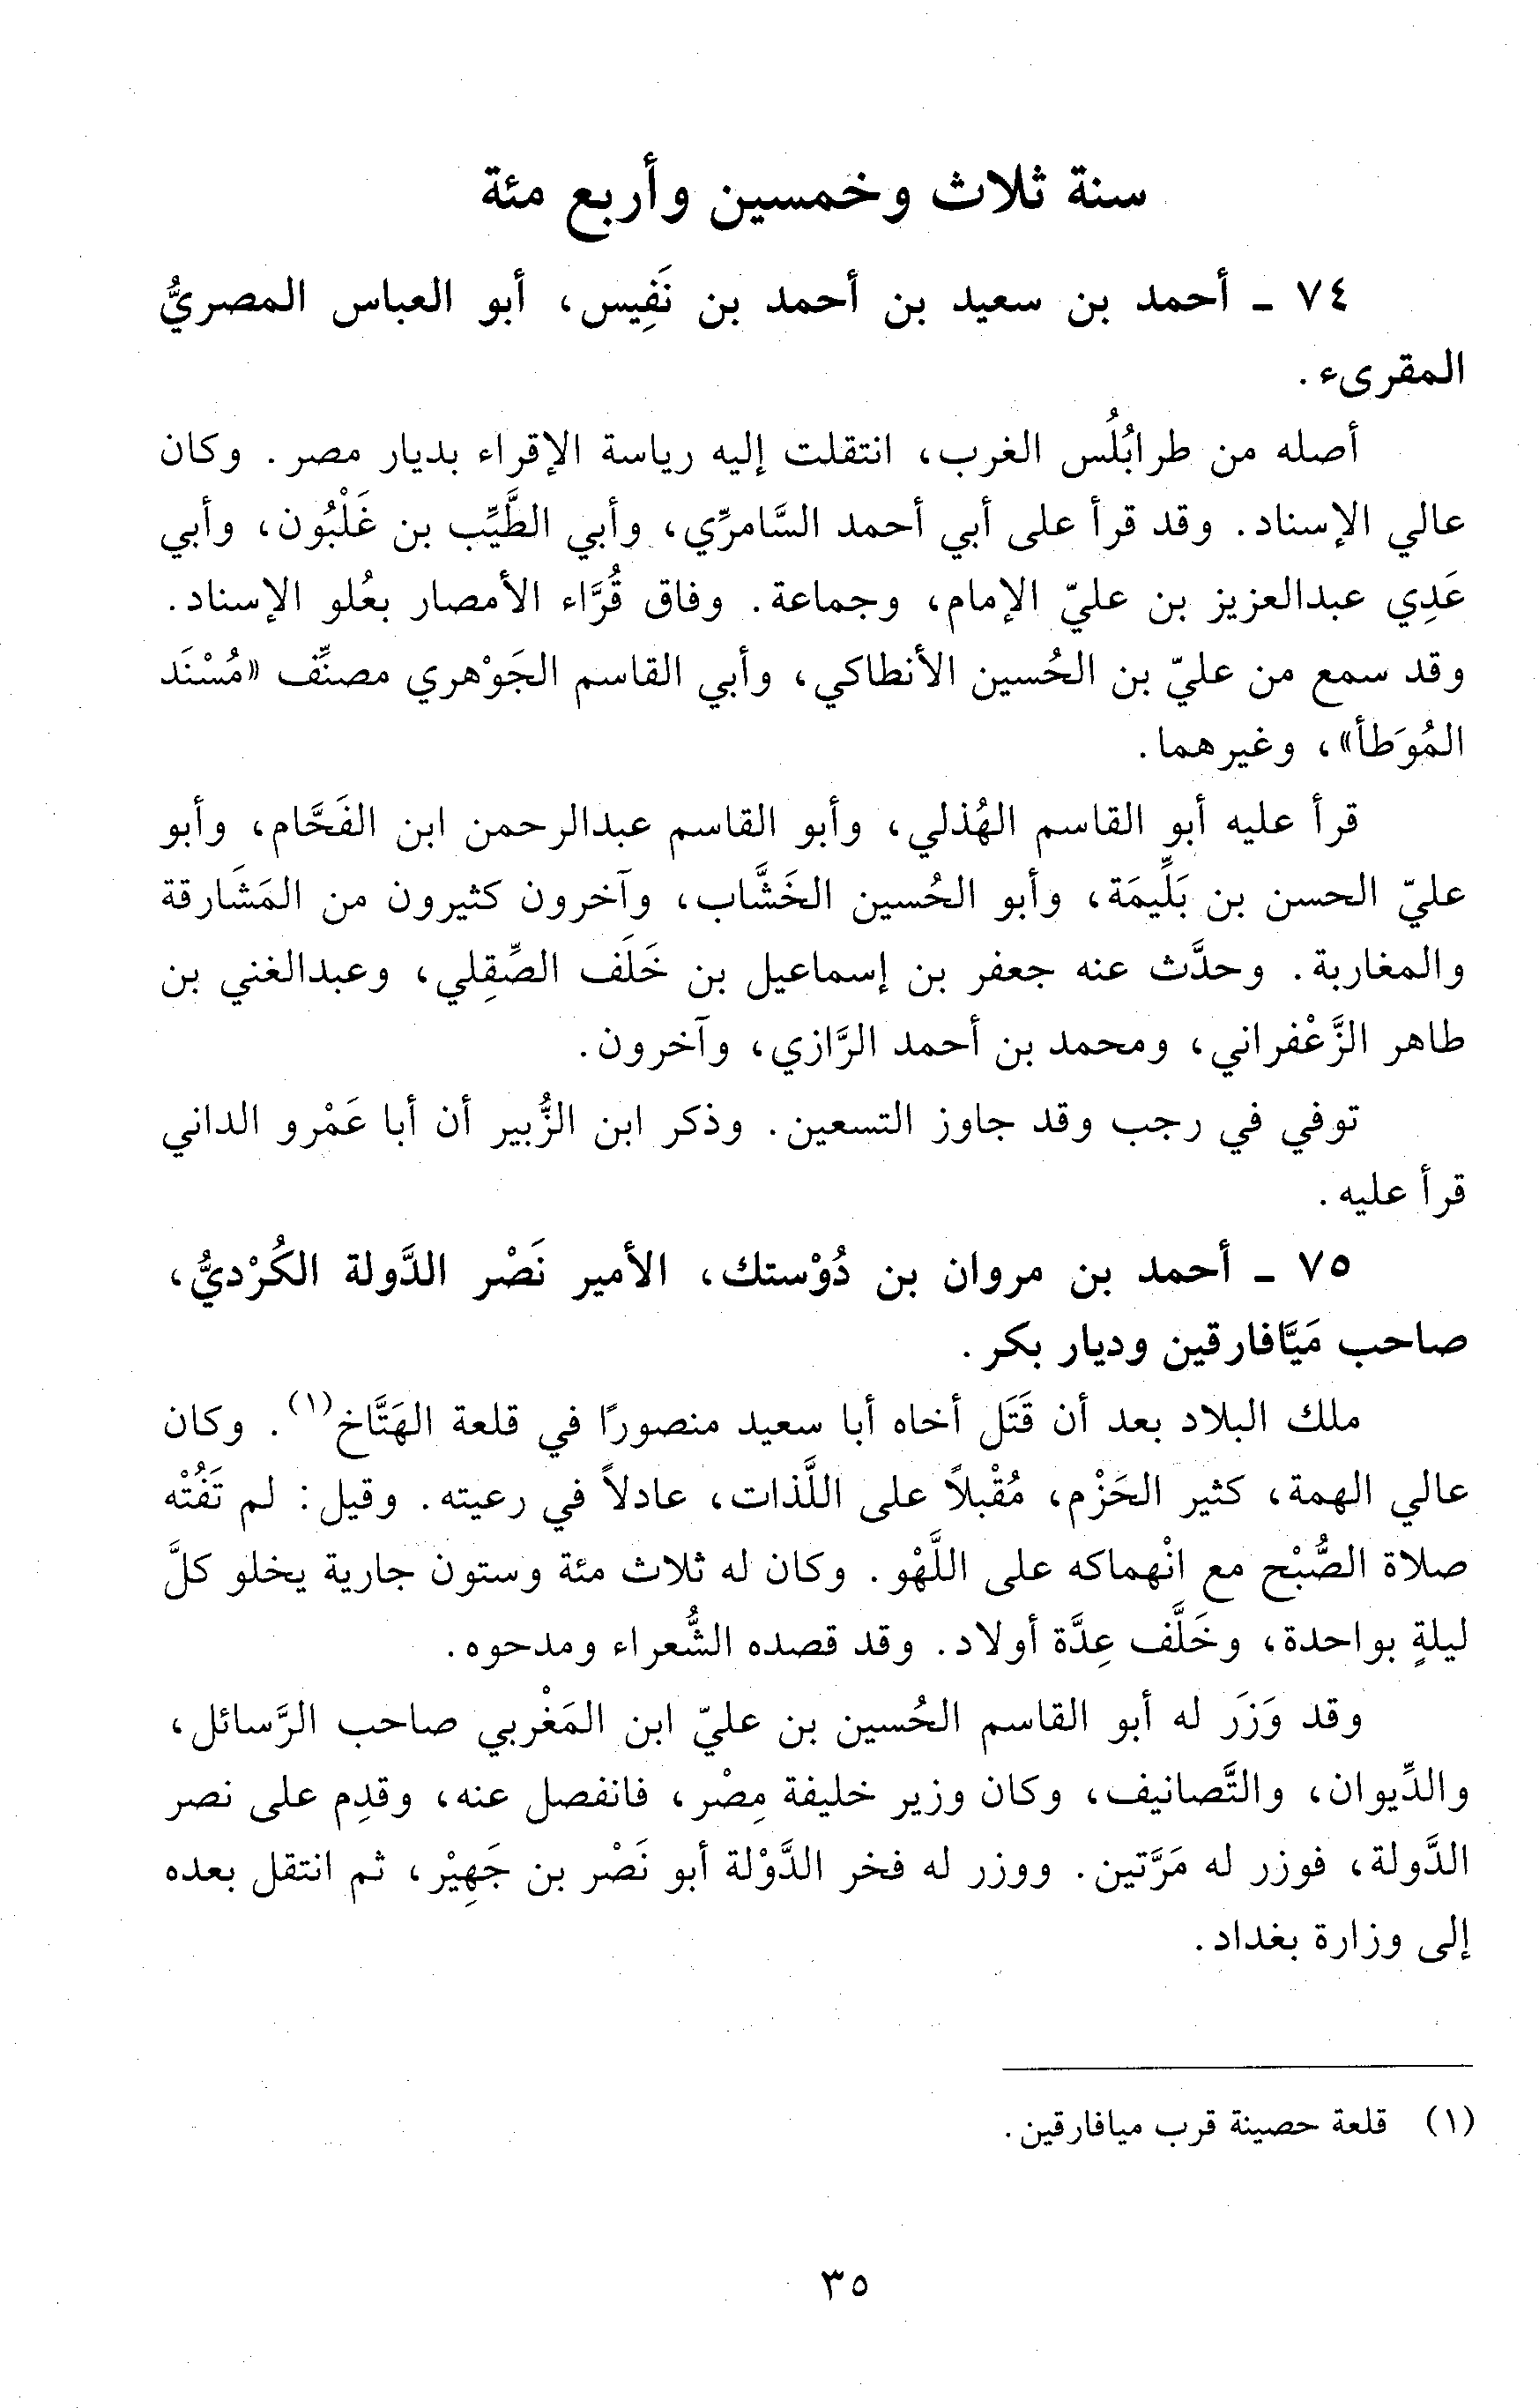 سنة ثلاث وخمسين وأربع مئة
٧٤ - أحمد بن سعيد بن أحمد بن نَفِيس، أبو العباس المصريُّ
المقرىء.
أصله من طرابُلُس الغرب، انتقلت إليه رياسة الإقراء بديار مصر. وكان
عالي الإسناد. وقد قرأ على أبي أحمد السَّامرِّي، وأبي الطَّيِّب بن غَلْبُون، وأبي
عَدِي عبدالعزيز بن عليّ الإمام، وجماعة. وفاق قُرَّاء الأمصار بعُلو الإسناد.
وقد سمع من عليّ بن الحُسين الأنطاكي، وأبي القاسم الجَوْهري مصنِّف «مُسْنَد
المُوَطأ»، وغيرهما.
قرأ عليه أبو القاسم الهُذلي، وأبو القاسم عبدالرحمن ابن الفَحَّام، وأبو
عليّ الحسن بن بَلِّيمَة، وأبو الحُسين الخَشَّاب، وآخرون كثيرون من المَشَارقة
والمغاربة. وحدَّث عنه جعفر بن إسماعيل بن خَلَف الصِّقِلي، وعبدالغني بن
طاهر الزَّعْفراني، ومحمد بن أحمد الرَّازي، وآخرون.
توفي في رجب وقد جاوز التسعين. وذكر ابن الزُّبير أن أبا عَمْرو الداني
قرأ عليه.
٧٥ - أحمد بن مروان بن دُوْستك، الأمير نَصْر الدَّولة الكُرْديُّ،
صاحب مَيَّافارقين وديار بكر.
ملك البلاد بعد أن قَتَل أخاه أبا سعيد منصورًا في قلعة الهَتَّاخ(١). وكان
عالي الهمة، كثير الحَزْم، مُقْبلاً على اللَّذات، عادلاً في رعيته. وقيل: لم تَفُتْه
صلاة الصُّبْح مع انْهماكه على اللَّهْو. وكان له ثلاث مئة وستون جارية يخلو كلَّ
ليلةٍ بواحدة، وخَلَّف عِدَّة أولاد. وقد قصده الشُّعراء ومدحوه.
وقد وَزَر له أبو القاسم الحُسين بن عليّ ابن المَغْربي صاحب الرَّسائل،
والدِّيوان، والتَّصانيف، وكان وزير خليفة مِصْر، فانفصل عنه، وقدِم على نصر
الدَّولة، فوزر له مَرَّتين. ووزر له فخر الدَّوْلة أبو نَصْر بن جَهِيْر، ثم انتقل بعده
إلى وزارة بغداد.
(١) قلعة حصينة قرب ميافارقين.
٣٥